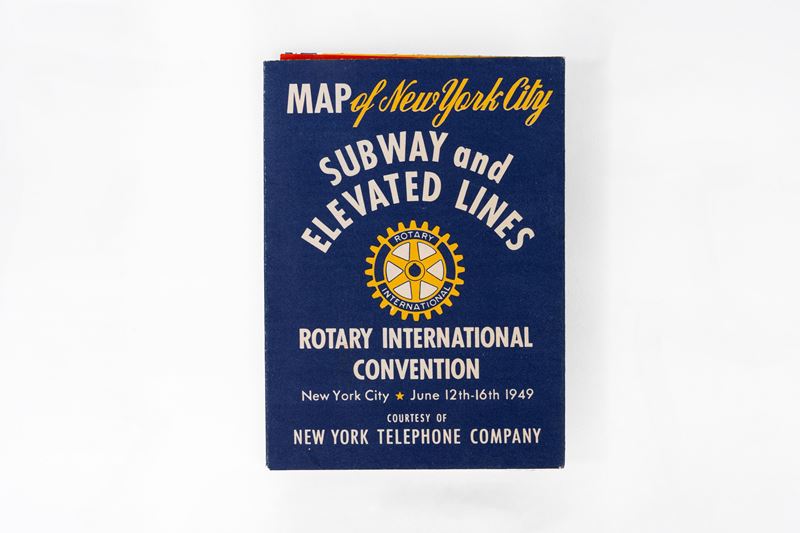 MAP of New York City
SUBWAY and
ELEVATED LINES
ROTARY
INTERNATIONAL
ROTARY INTERNATIONAL
CONVENTION
New York City ★ June 12th-16th 1949
COURTESY OF
NEW YORK TELEPHONE COMPANY